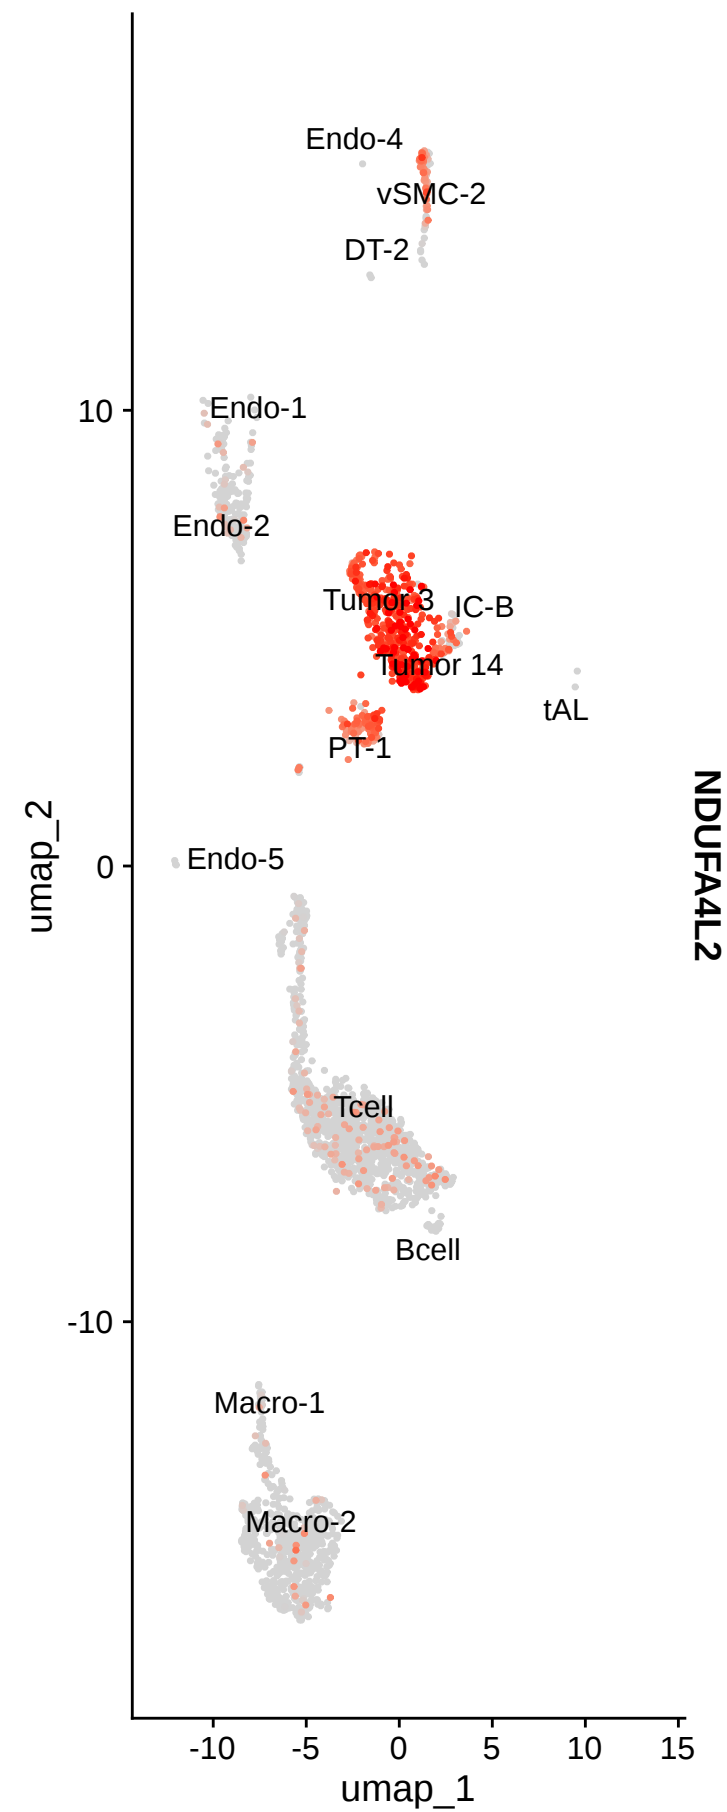 Endo-4
vSMC-2
DT-2
10
Endo-1
Endo-2
Tumor 3
IC-B
Tumor 14
tAL
PT-1
NDUFA4L2
umap_2
0
Endo-5
Tcell
Bcell
-10
Macro-1
Macro-2
-10
-5
0
5
10
15
umap_1